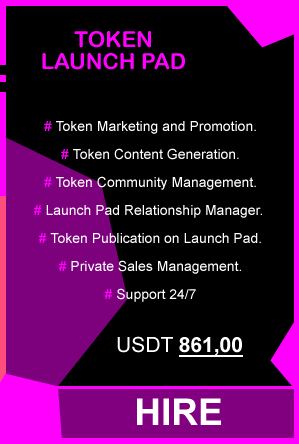 TOKEN
LAUNCH PAD
# Token Marketing and Promotion.
# Token Content Generation.
# Token Community Management.
# Launch Pad Relationship Manager.
# Token Publication on Launch Pad.
# Private Sales Management.
# Support 24/7
USDT 861,00
HIRE